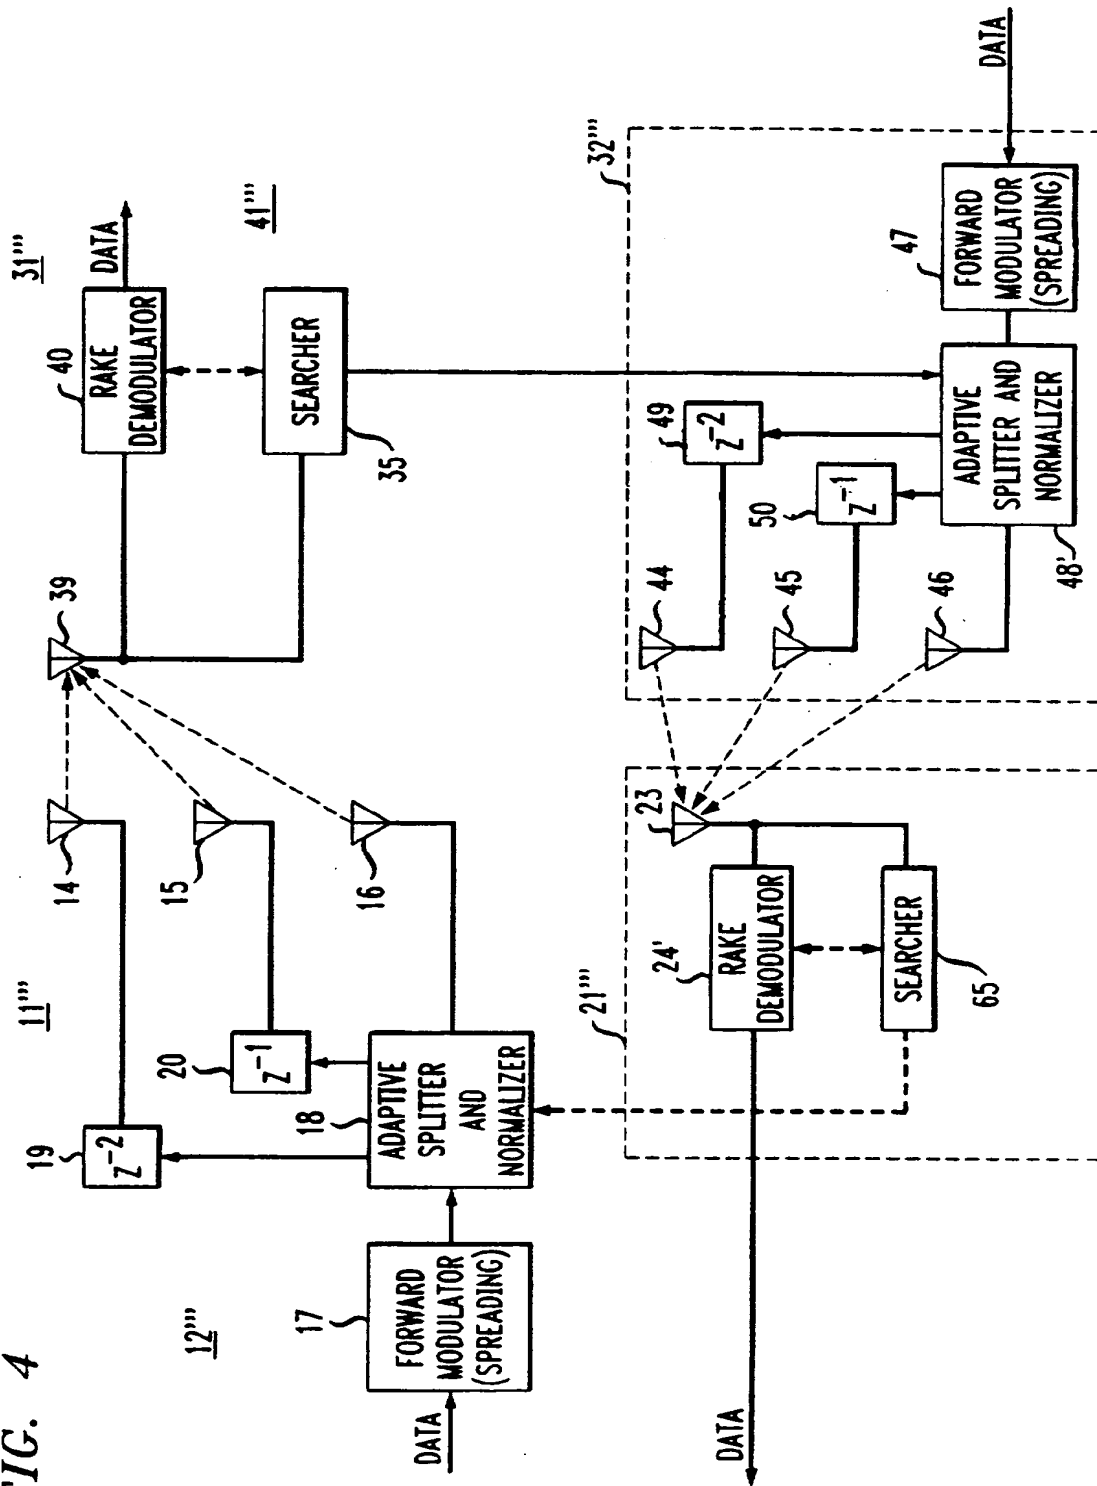 FIG. 4
11'''
12'''
DATA
FORWARD
MODULATOR
(SPREADING)
17
ADAPTIVE
SPLITTER
AND
NORMALIZER
18
Z⁻²
19
Z⁻¹
20
14
15
16
31'''
39
RAKE
DEMODULATOR
40
DATA
41'''
SEARCHER
35
DATA
21'''
23
RAKE
DEMODULATOR
24'
SEARCHER
65
32'''
44
45
46
Z⁻²
49
Z⁻¹
50
ADAPTIVE
SPLITTER AND
NORMALIZER
48'
FORWARD
MODULATOR
(SPREADING)
47
DATA